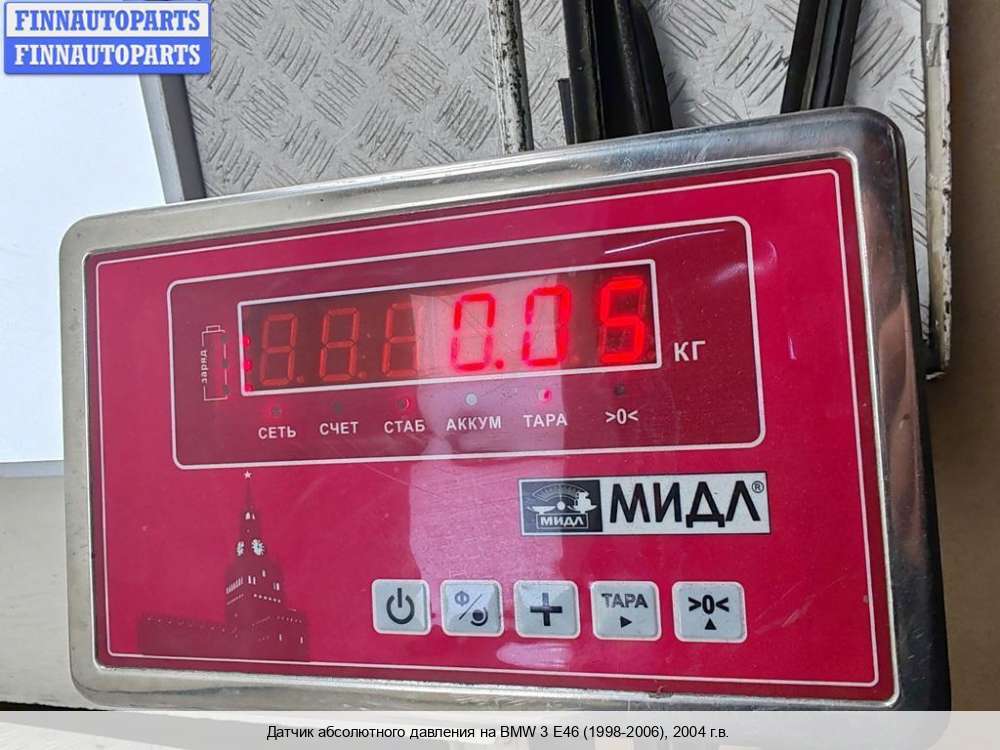 FINNAUTOPARTS
FINNAUTOPARTS
заряд
0.05 КГ
СЕТЬ СЧЕТ СТАБ АККУМ ТАРА >0<
МИДЛ МИДЛ®
Ф ТАРА >0<
Датчик абсолютного давления на BMW 3 E46 (1998-2006), 2004 г.в.